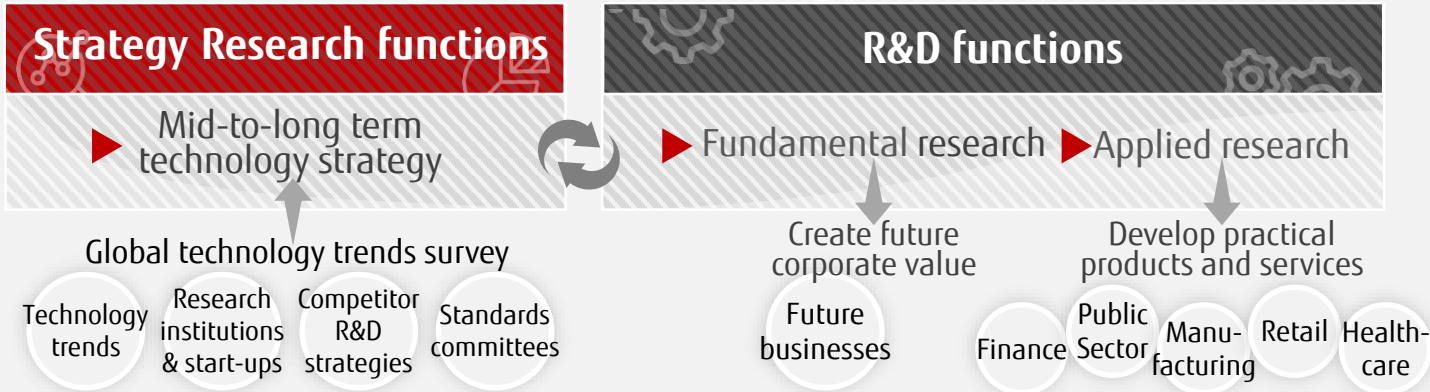 Strategy Research functions
Mid-to-long term
technology strategy
Global technology trends survey
Technology
trends
Research
institutions
& start-ups
Competitor
R&D
strategies
Standards
committees
R&D functions
Fundamental research
Applied research
Create future
corporate value
Future
businesses
Develop practical
products and services
Finance
Public
Sector
Manu-
facturing
Retail
Health-
care